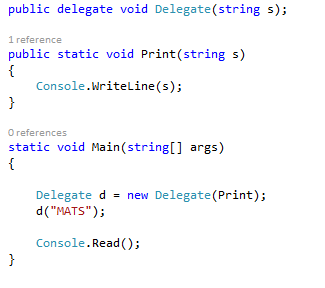 public delegate void Delegate(string s);
1 reference
public static void Print(string s)
{
Console.WriteLine(s);
}
0 references
static void Main(string[] args)
{
Delegate d = new Delegate(Print);
d("MATS");
Console.Read();
}